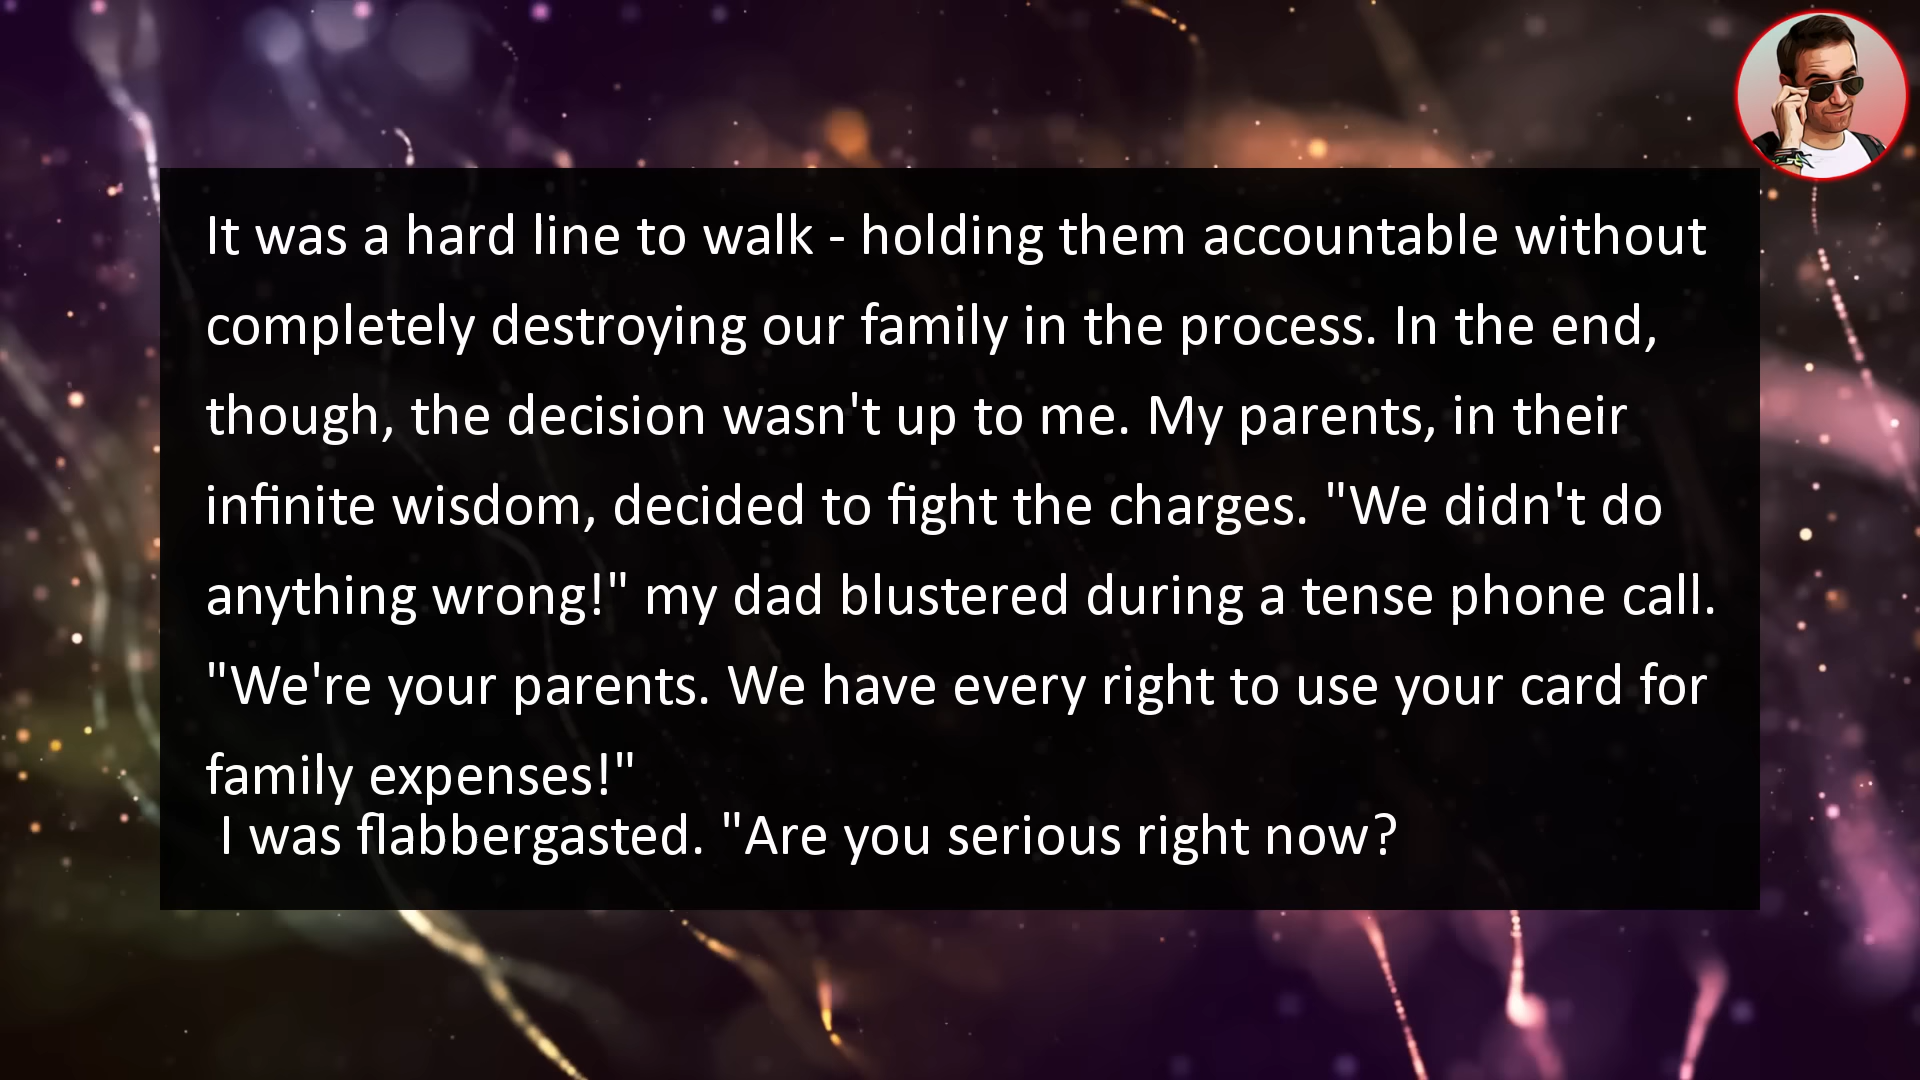 It was a hard line to walk - holding them accountable without
completely destroying our family in the process. In the end,
though, the decision wasn't up to me. My parents, in their
infinite wisdom, decided to fight the charges. "We didn't do
anything wrong!" my dad blustered during a tense phone call.
"We're your parents. We have every right to use your card for
family expenses!"
I was flabbergasted. "Are you serious right now?